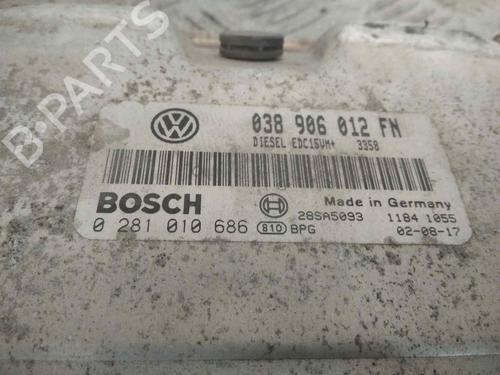 038 906 012 FN
DIESEL EDC15VM+ 3358
BOSCH
Made in Germany
28SA5093 1184 1055
0 281 010 686 810 BPG 02-08-17
B-PARTS